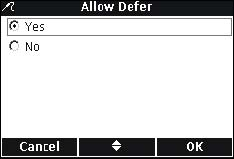 Allow Defer
Yes
No
Cancel OK